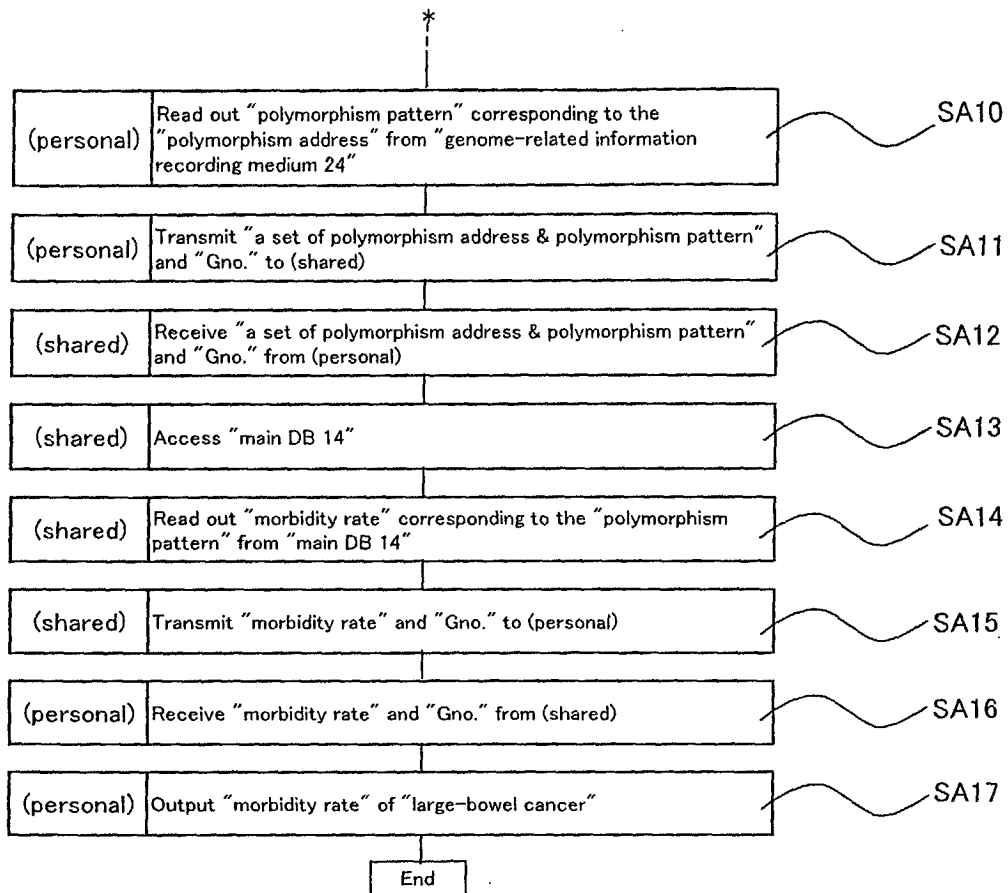 *
(personal) Read out "polymorphism pattern" corresponding to the
"polymorphism address" from "genome-related information
recording medium 24"
SA10
(personal) Transmit "a set of polymorphism address & polymorphism pattern"
and "Gno." to (shared)
SA11
(shared) Receive "a set of polymorphism address & polymorphism pattern"
and "Gno." from (personal)
SA12
(shared) Access "main DB 14"
SA13
(shared) Read out "morbidity rate" corresponding to the "polymorphism
pattern" from "main DB 14"
SA14
(shared) Transmit "morbidity rate" and "Gno." to (personal)
SA15
(personal) Receive "morbidity rate" and "Gno." from (shared)
SA16
(personal) Output "morbidity rate" of "large-bowel cancer"
SA17
End